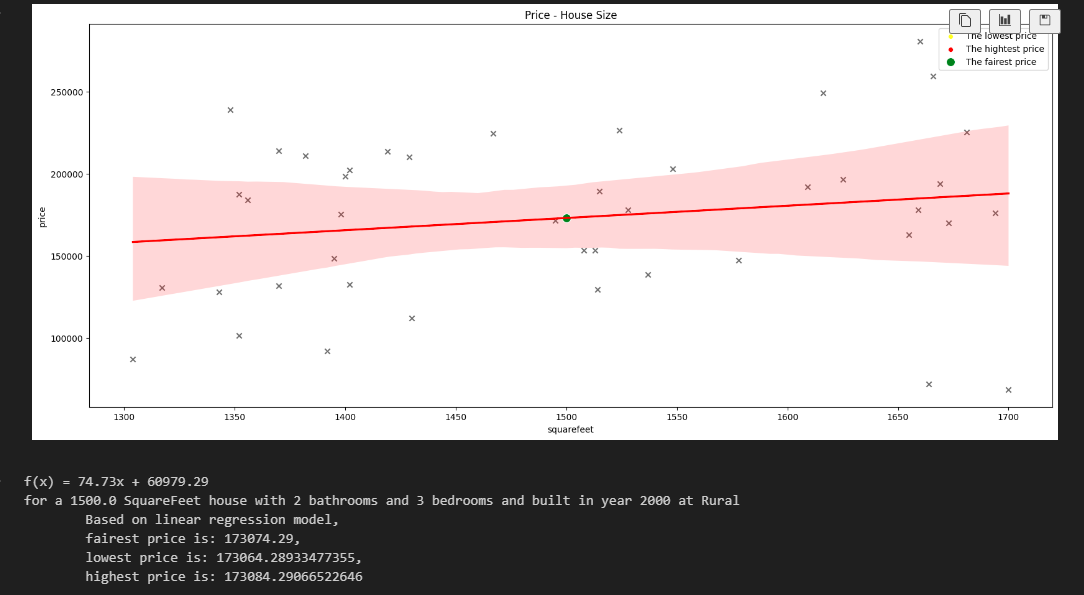 Price - House Size
The lowest price
The hightest price
The fairest price
price
250000
200000
150000
100000
1300 1350 1400 1450 1500 1550 1600 1650 1700
squarefeet
f(x) = 74.73x + 60979.29
for a 1500.0 SquareFeet house with 2 bathrooms and 3 bedrooms and built in year 2000 at Rural
Based on linear regression model,
fairest price is: 173074.29,
lowest price is: 173064.28933477355,
highest price is: 173084.29066522646